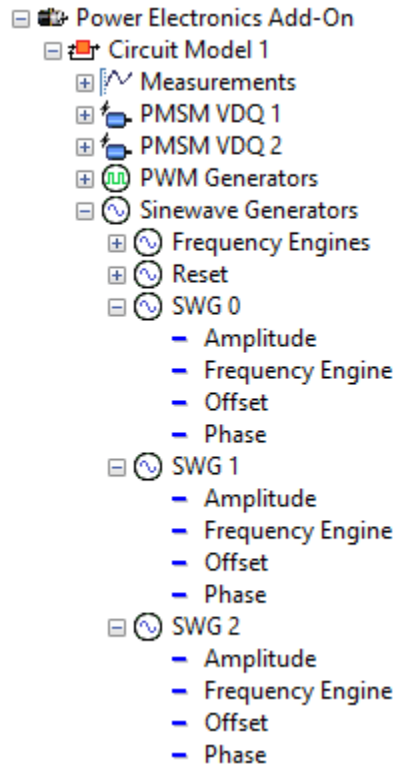 Power Electronics Add-On
Circuit Model 1
Measurements
PMSM VDQ 1
PMSM VDQ 2
PWM Generators
Sinewave Generators
Frequency Engines
Reset
SWG 0
Amplitude
Frequency Engine
Offset
Phase
SWG 1
Amplitude
Frequency Engine
Offset
Phase
SWG 2
Amplitude
Frequency Engine
Offset
Phase